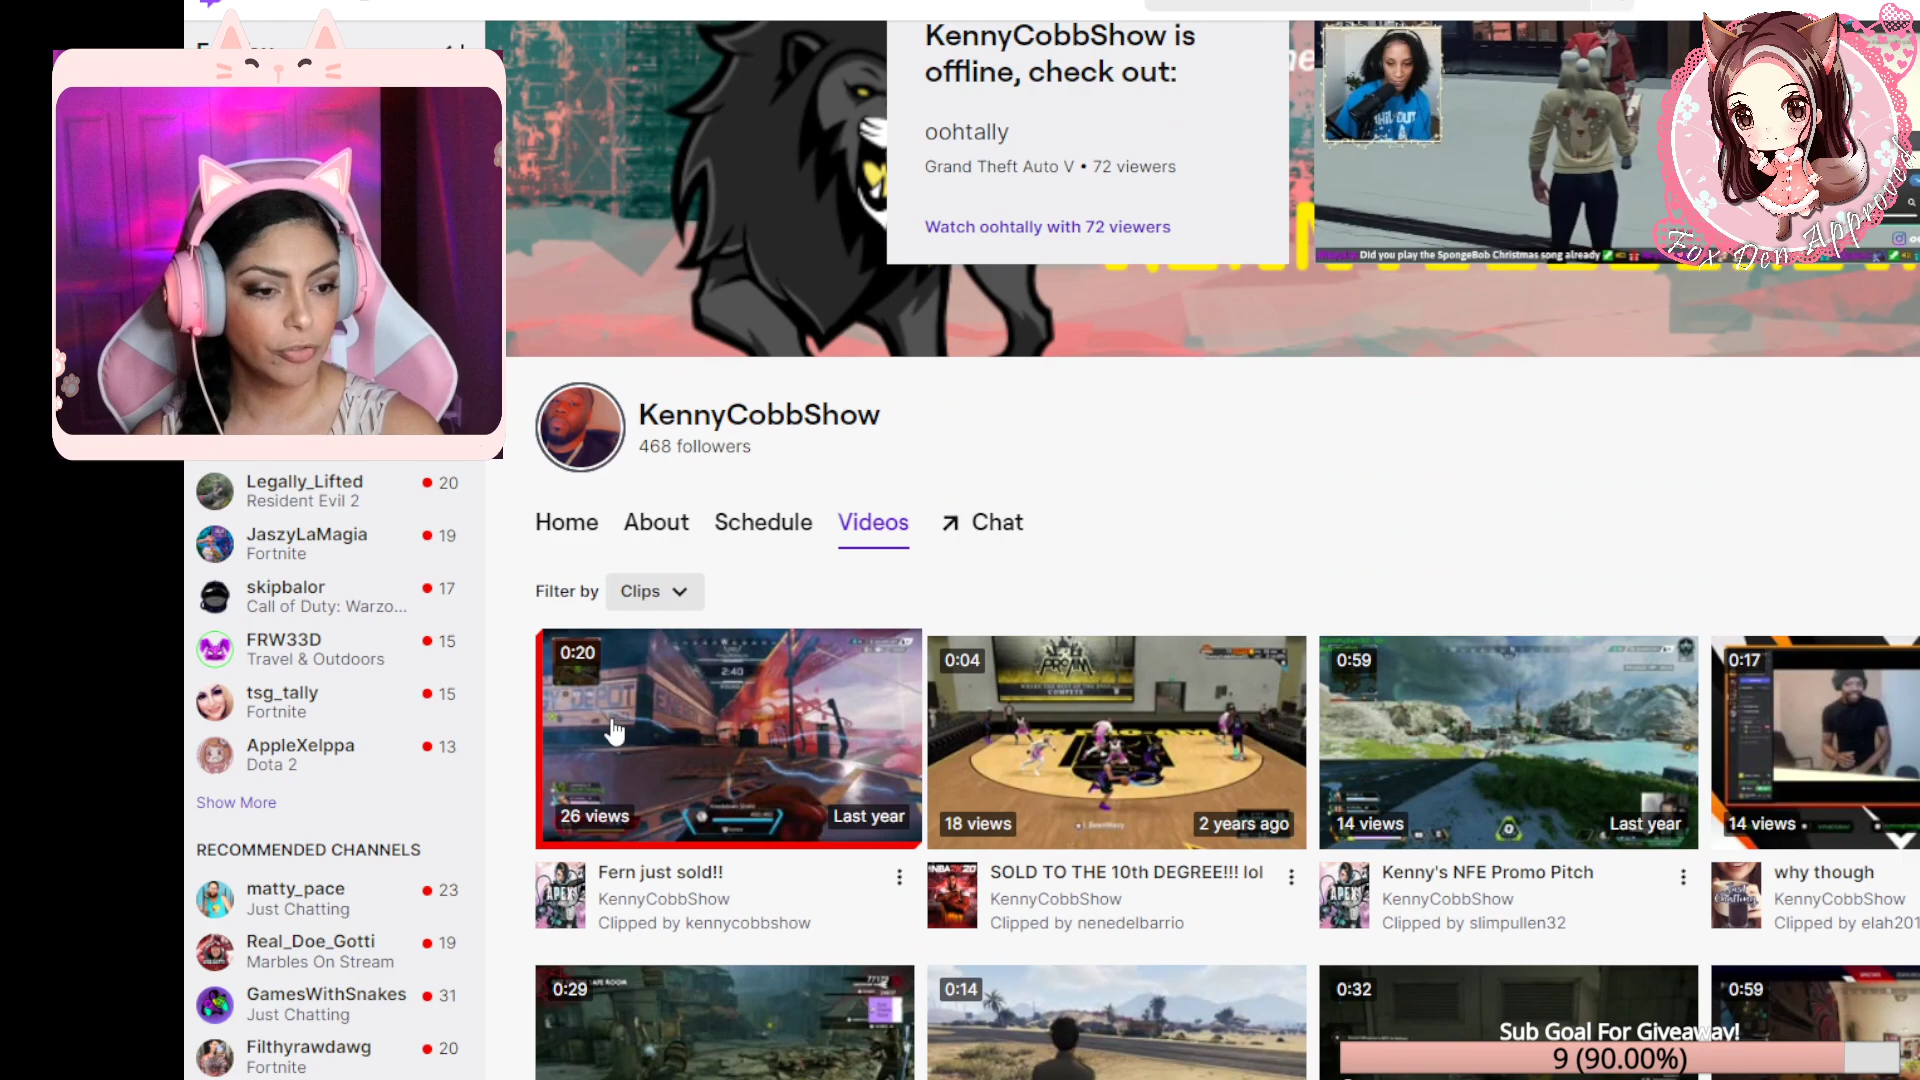 KennyCobbShow is
offline, check out:
oohtally
Grand Theft Auto V • 72 viewers
Watch oohtally with 72 viewers
Did you play the SpongeBob Christmas song already
Fox Den Approved
KennyCobbShow
468 followers
Home About Schedule Videos Chat
Filter by Clips
Legally_Lifted 20
Resident Evil 2
JaszyLaMagia 19
Fortnite
skipbalor 17
Call of Duty: Warzo...
FRW33D 15
Travel & Outdoors
tsg_tally 15
Fortnite
AppleXelppa 13
Dota 2
Show More
RECOMMENDED CHANNELS
matty_pace 23
Just Chatting
Real_Doe_Gotti 19
Marbles On Stream
GamesWithSnakes 31
Just Chatting
Filthyrawdawg 20
Fortnite
0:20
2:40
26 views Last year
Fern just sold!!
KennyCobbShow
Clipped by kennycobbshow
0:04
18 views 2 years ago
SOLD TO THE 10th DEGREE!!! lol
KennyCobbShow
Clipped by nenedelbarrio
0:59
14 views Last year
Kenny's NFE Promo Pitch
KennyCobbShow
Clipped by slimpullen32
0:17
14 views
why though
KennyCobbShow
Clipped by elah201
0:29
0:14
0:32
0:59
Sub Goal For Giveaway!
9 (90.00%)